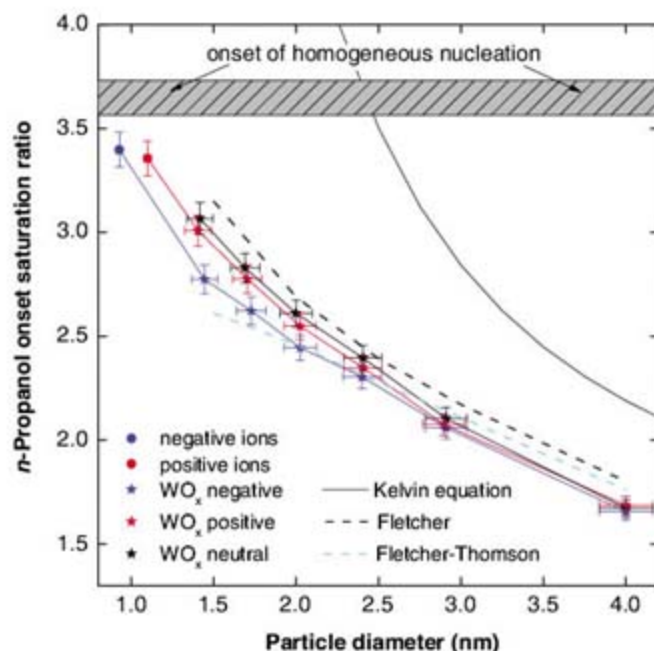 4.0
onset of homogeneous nucleation
3.5
3.0
2.5
2.0
1.5
n-Propanol onset saturation ratio
negative ions
positive ions
WOx negative
WOx positive
WOx neutral
Kelvin equation
Fletcher
Fletcher-Thomson
1.0 1.5 2.0 2.5 3.0 3.5 4.0
Particle diameter (nm)